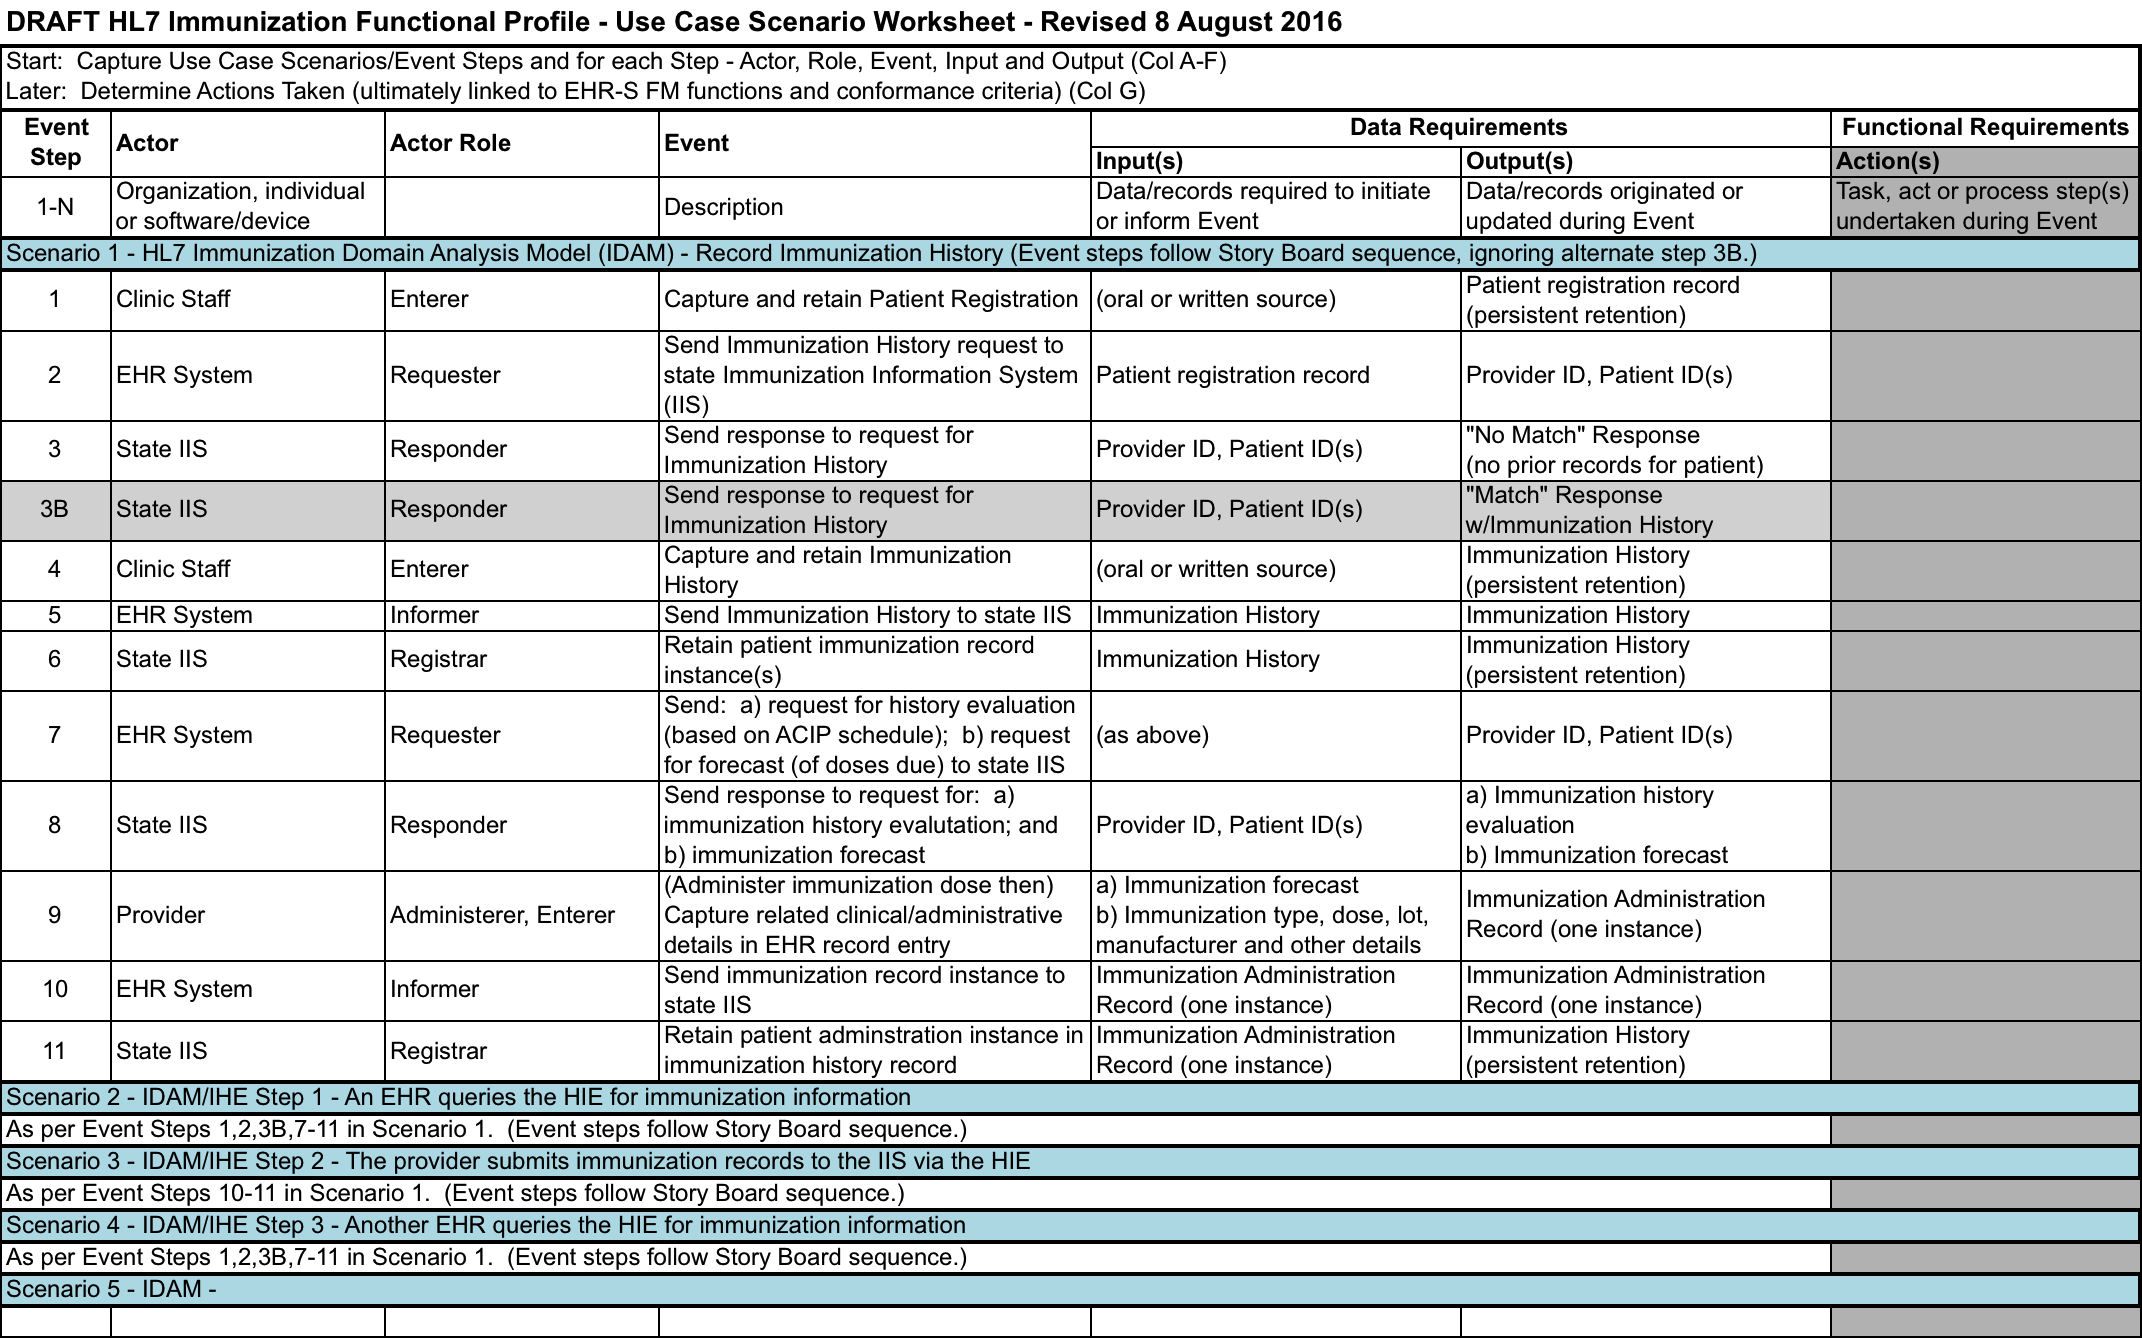 DRAFT HL7 Immunization Functional Profile - Use Case Scenario Worksheet - Revised 8 August 2016
Start:  Capture Use Case Scenarios/Event Steps and for each Step - Actor, Role, Event, Input and Output (Col A-F)
Later:  Determine Actions Taken (ultimately linked to EHR-S FM functions and conformance criteria) (Col G)
Event
Step
Actor
Actor Role
Event
Data Requirements
Functional Requirements
Input(s)
Output(s)
Action(s)
1-N
Organization, individual
or software/device
Description
Data/records required to initiate
or inform Event
Data/records originated or
updated during Event
Task, act or process step(s)
undertaken during Event
Scenario 1 - HL7 Immunization Domain Analysis Model (IDAM) - Record Immunization History (Event steps follow Story Board sequence, ignoring alternate step 3B.)
1
Clinic Staff
Enterer
Capture and retain Patient Registration
(oral or written source)
Patient registration record
(persistent retention)
2
EHR System
Requester
Send Immunization History request to
state Immunization Information System
(IIS)
Patient registration record
Provider ID, Patient ID(s)
3
State IIS
Responder
Send response to request for
Immunization History
Provider ID, Patient ID(s)
"No Match" Response
(no prior records for patient)
3B
State IIS
Responder
Send response to request for
Immunization History
Provider ID, Patient ID(s)
"Match" Response
w/Immunization History
4
Clinic Staff
Enterer
Capture and retain Immunization
History
(oral or written source)
Immunization History
(persistent retention)
5
EHR System
Informer
Send Immunization History to state IIS
Immunization History
Immunization History
6
State IIS
Registrar
Retain patient immunization record
instance(s)
Immunization History
Immunization History
(persistent retention)
7
EHR System
Requester
Send:  a) request for history evaluation
(based on ACIP schedule);  b) request
for forecast (of doses due) to state IIS
(as above)
Provider ID, Patient ID(s)
8
State IIS
Responder
Send response to request for:  a)
immunization history evalutation; and
b) immunization forecast
Provider ID, Patient ID(s)
a) Immunization history
evaluation
b) Immunization forecast
9
Provider
Administerer, Enterer
(Administer immunization dose then)
Capture related clinical/administrative
details in EHR record entry
a) Immunization forecast
b) Immunization type, dose, lot,
manufacturer and other details
Immunization Administration
Record (one instance)
10
EHR System
Informer
Send immunization record instance to
state IIS
Immunization Administration
Record (one instance)
Immunization Administration
Record (one instance)
11
State IIS
Registrar
Retain patient adminstration instance in
immunization history record
Immunization Administration
Record (one instance)
Immunization History
(persistent retention)
Scenario 2 - IDAM/IHE Step 1 - An EHR queries the HIE for immunization information
As per Event Steps 1,2,3B,7-11 in Scenario 1.  (Event steps follow Story Board sequence.)
Scenario 3 - IDAM/IHE Step 2 - The provider submits immunization records to the IIS via the HIE
As per Event Steps 10-11 in Scenario 1.  (Event steps follow Story Board sequence.)
Scenario 4 - IDAM/IHE Step 3 - Another EHR queries the HIE for immunization information
As per Event Steps 1,2,3B,7-11 in Scenario 1.  (Event steps follow Story Board sequence.)
Scenario 5 - IDAM -